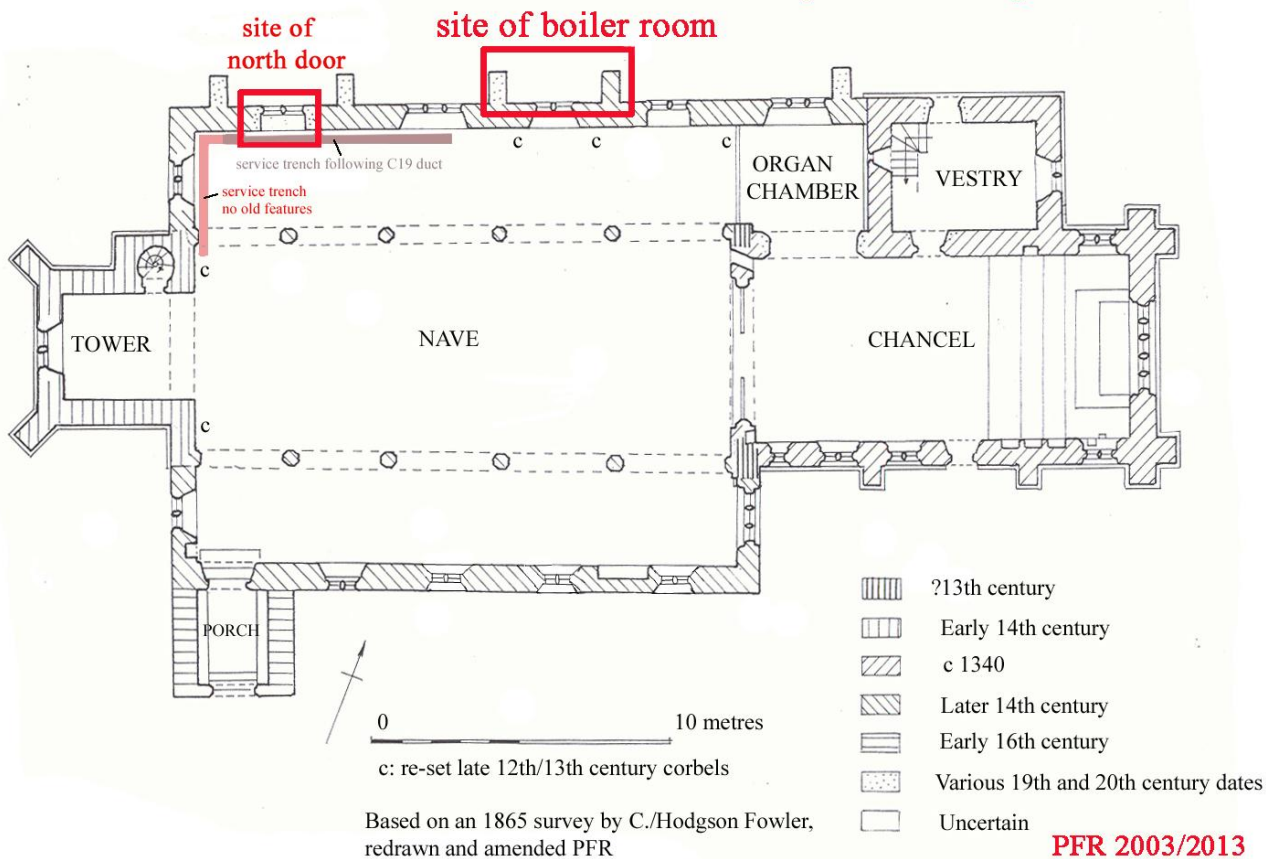 site of
north door
site of boiler room
c
c
c
service trench following C19 duct
ORGAN
CHAMBER
VESTRY
service trench
no old features
c
TOWER
NAVE
CHANCEL
c
PORCH
?13th century
Early 14th century
c 1340
Later 14th century
Early 16th century
Various 19th and 20th century dates
Uncertain
0
10 metres
c: re-set late 12th/13th century corbels
Based on an 1865 survey by C./Hodgson Fowler,
redrawn and amended PFR
PFR 2003/2013